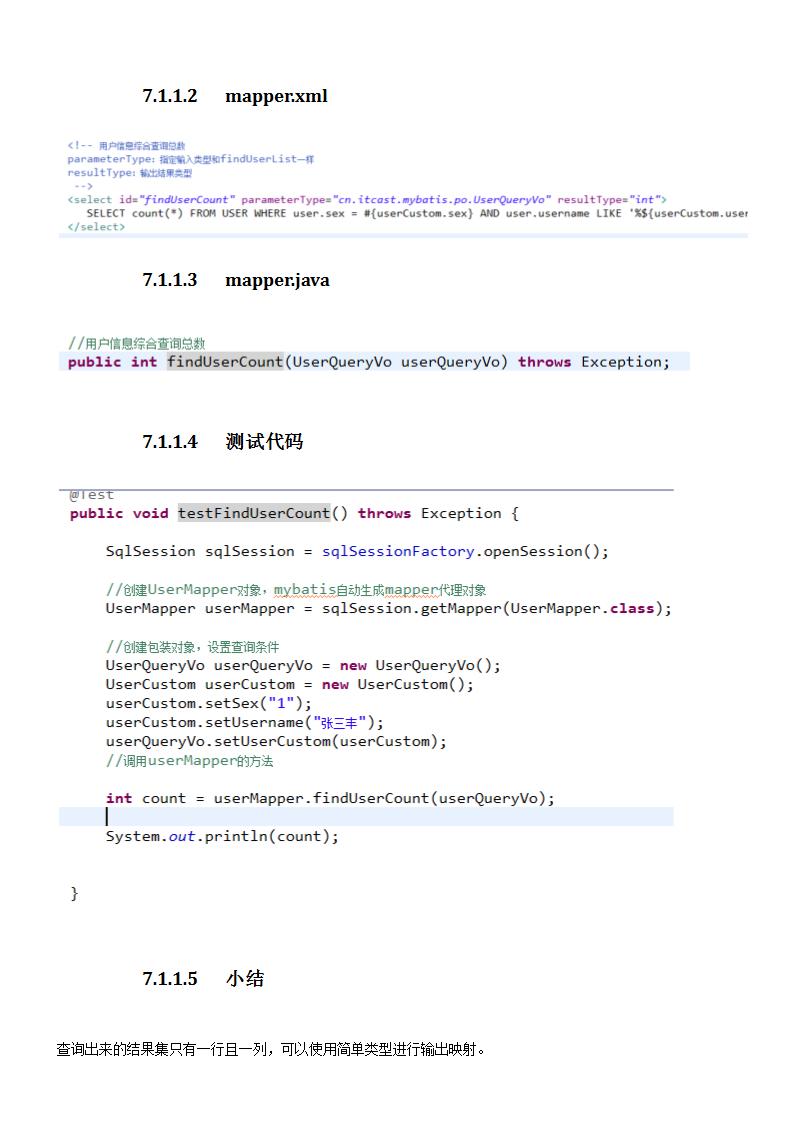 7.1.1.2 mapper.xml
<!-- 用户信息综合查询总数
parameterType：指定输入类型和findUserList一样
resultType：输出结果类型
-->
<select id="findUserCount" parameterType="cn.itcast.mybatis.po.UserQueryVo" resultType="int">
SELECT count(*) FROM USER WHERE user.sex = #{userCustom.sex} AND user.username LIKE '%${userCustom.user
</select>
7.1.1.3 mapper.java
//用户信息综合查询总数
public int findUserCount(UserQueryVo userQueryVo) throws Exception;
7.1.1.4 测试代码
@Test
public void testFindUserCount() throws Exception {
SqlSession sqlSession = sqlSessionFactory.openSession();
//创建UserMapper对象，mybatis自动生成mapper代理对象
UserMapper userMapper = sqlSession.getMapper(UserMapper.class);
//创建包装对象，设置查询条件
UserQueryVo userQueryVo = new UserQueryVo();
UserCustom userCustom = new UserCustom();
userCustom.setSex("1");
userCustom.setUsername("张三丰");
userQueryVo.setUserCustom(userCustom);
//调用userMapper的方法
int count = userMapper.findUserCount(userQueryVo);
System.out.println(count);
}
7.1.1.5 小结
查询出来的结果集只有一行且一列，可以使用简单类型进行输出映射。